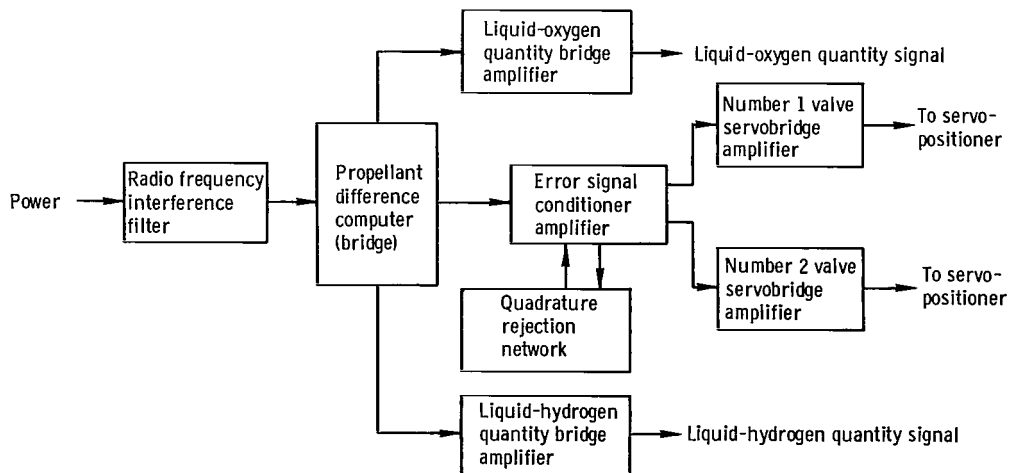 Liquid-oxygen
quantity bridge
amplifier
Liquid-oxygen quantity signal
Number 1 valve
servobridge
amplifier
To servo-
positioner
Power
Radio frequency
interference
filter
Propellant
difference
computer
(bridge)
Error signal
conditioner
amplifier
Number 2 valve
servobridge
amplifier
To servo-
positioner
Quadrature
rejection
network
Liquid-hydrogen
quantity bridge
amplifier
Liquid-hydrogen quantity signal